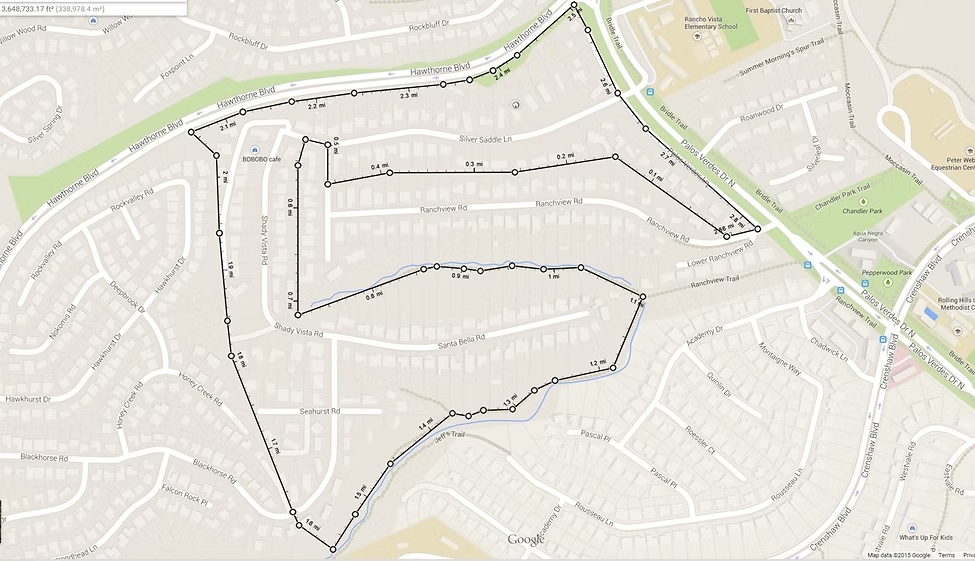 3,648,733.17 ft² (338,978.4 m²)
Willow Wood Rd
Rockbluff Dr
Foxpoint Ln
Silver Spring Dr
Hawthorne Blvd
Hawthorne Blvd
Hawthorne Blvd
Hawthorne Blvd
Hawthorne Blvd
Hawthorne Blvd
2.5 mi
2.4 mi
2.3 mi
2.2 mi
2.1 mi
2 mi
1.9 mi
1.8 mi
1.7 mi
1.6 mi
1.5 mi
1.4 mi
1.3 mi
1.2 mi
1.1 mi
1 mi
0.9 mi
0.8 mi
0.7 mi
0.6 mi
0.5 mi
0.4 mi
0.3 mi
0.2 mi
0.1 mi
2.6 mi
2.7 mi
2.8 mi
Bridle Trail
Rancho Vista
Elementary School
First Baptist Church
Summer Morning's Spur Trail
Moccasin Trail
Moccasin Trail
Roanwood Dr
Bridle Trail
Palos Verdes Dr N
Bridle Trail
Chandler Park Trail
Chandler Park
Agua Negra
Canyon
Pepperwood Park
Equestrian Cen
Crenshaw Blvd
Rolling Hills
Methodist C
Palos Verdes Dr N
Palos Verdes Dr N
Bridle Trail
Ranchview Trail
Ranchview Trail
Crenshaw Blvd
Crenshaw Blvd
Crenshaw Blvd
BOBOBO cafe
Silver Saddle Ln
Ranchview Rd
Ranchview Rd
Ranchview Rd
Lower Ranchview Rd
Shady Vista Rd
Shady Vista Rd
Santa Bella Rd
Seahurst Rd
Jeff's Trail
Rockvalley Rd
Rockvalley Rd
Hawkhurst Dr
Deepbrook Dr
Nokomis Rd
Hawkhurst Dr
Hawkhurst Dr
Honey Creek Rd
Honey Creek Rd
Blackhorse Rd
Blackhorse Rd
Falcon Rock Pl
Academy Dr
Academy Dr
Chadwick Ln
Montaigne Way
Quinlin Dr
Roessler Ct
Pascal Pl
Pascal Pl
Rousseau Ln
Rousseau Ln
Westvale Rd
What's Up For Kids
Google
Map data ©2015 Google
Terms